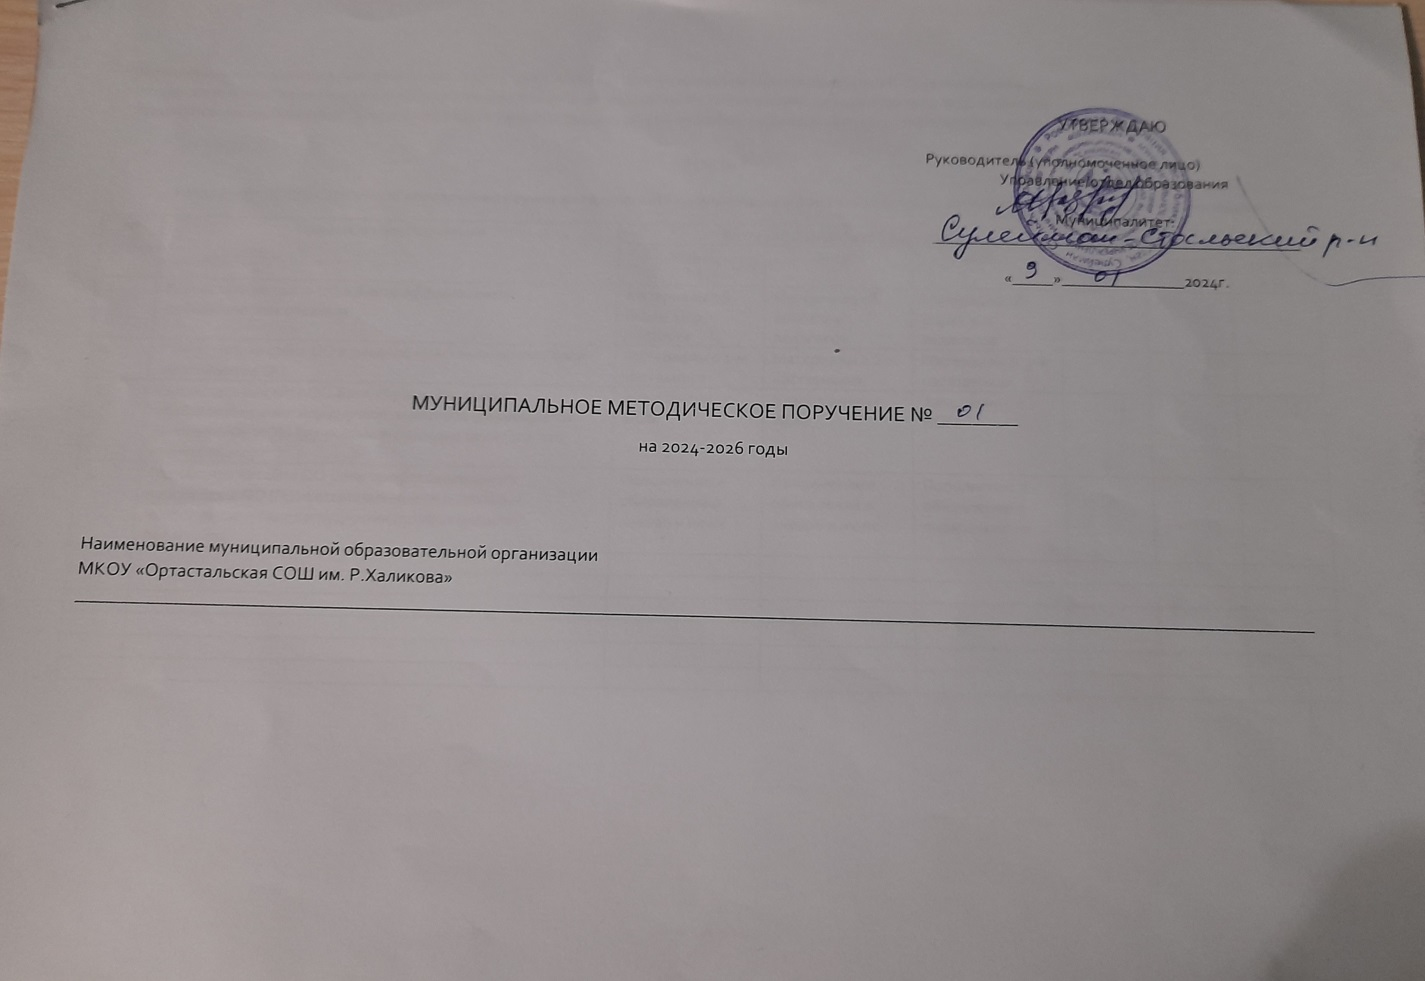 УТВЕРЖДАЮ
Руководитель (уполномоченное лицо)
Управление/отдел образования
Муниципалитет:
Сулейман-Стальский р-н
«9» 01 2024г.
МУНИЦИПАЛЬНОЕ МЕТОДИЧЕСКОЕ ПОРУЧЕНИЕ № 01
на 2024-2026 годы
Наименование муниципальной образовательной организации
МКОУ «Ортастальская СОШ им. Р.Халикова»